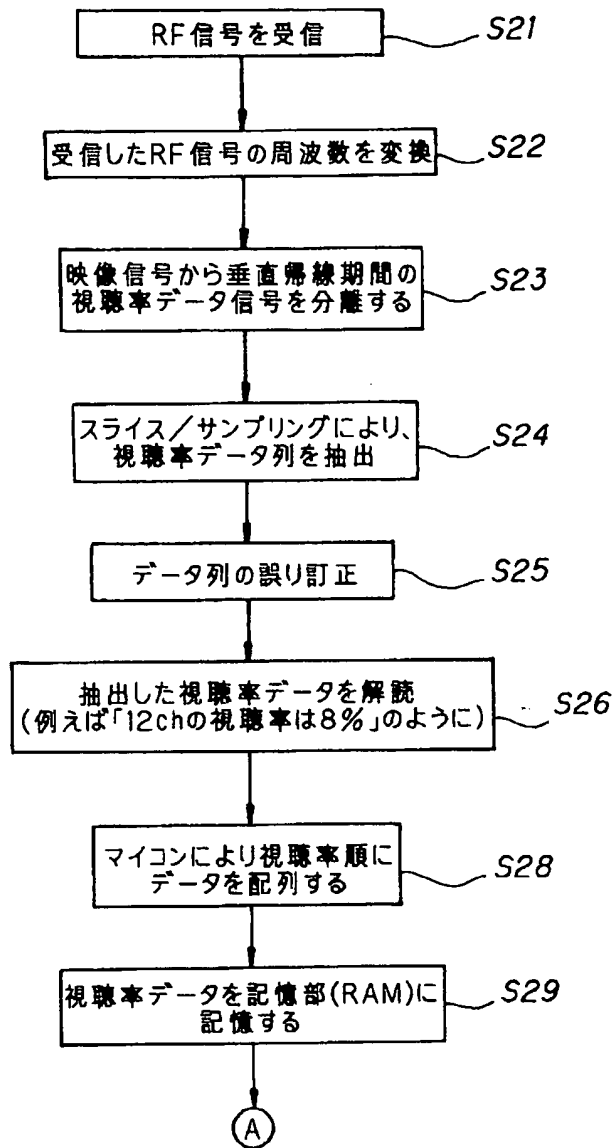 RF信号を受信
S21
受信したRF信号の周波数を変換
S22
映像信号から垂直帰線期間の
視聴率データ信号を分離する
S23
スライス/サンプリングにより、
視聴率データ列を抽出
S24
データ列の誤り訂正
S25
抽出した視聴率データを解読
(例えば「12chの視聴率は8%」のように)
S26
マイコンにより視聴率順に
データを配列する
S28
視聴率データを記憶部(RAM)に
記憶する
S29
A